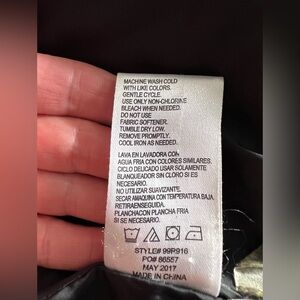 MACHINE WASH COLD
WITH LIKE COLORS.
GENTLE CYCLE.
USE ONLY NON-CHLORINE
BLEACH WHEN NEEDED.
DO NOT USE
FABRIC SOFTENER.
TUMBLE DRY LOW.
REMOVE PROMPTLY.
COOL IRON AS NEEDED.
LAVA EN LAVADORA CON
AGUA FRIA CON COLORES SIMILARES.
CICLO DELICADO USAR SOLAMENTE
BLANQUEADOR SIN CLORO SI ES
NECESARIO.
NO UTILIZAR SUAVIZANTE.
SECAR AMAQUINA CON TEMPERATURA BAJA.
RETIRAENSEGUIDA.
PLANCHACON PLANCHA FRIA
SI SE NECESARIO.
STYLE# 99R916
PO# 86557
MAY 2017
MADE IN CHINA